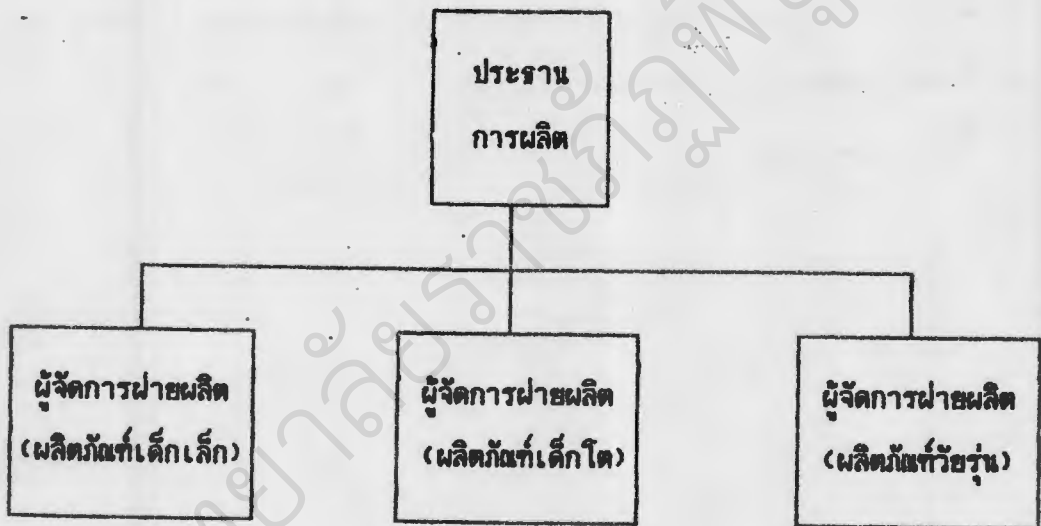 ประธาน
การผลิต
ผู้จัดการฝ่ายผลิต
(ผลิตภัณฑ์เด็กเล็ก)
ผู้จัดการฝ่ายผลิต
(ผลิตภัณฑ์เด็กโต)
ผู้จัดการฝ่ายผลิต
(ผลิตภัณฑ์วัยรุ่น)